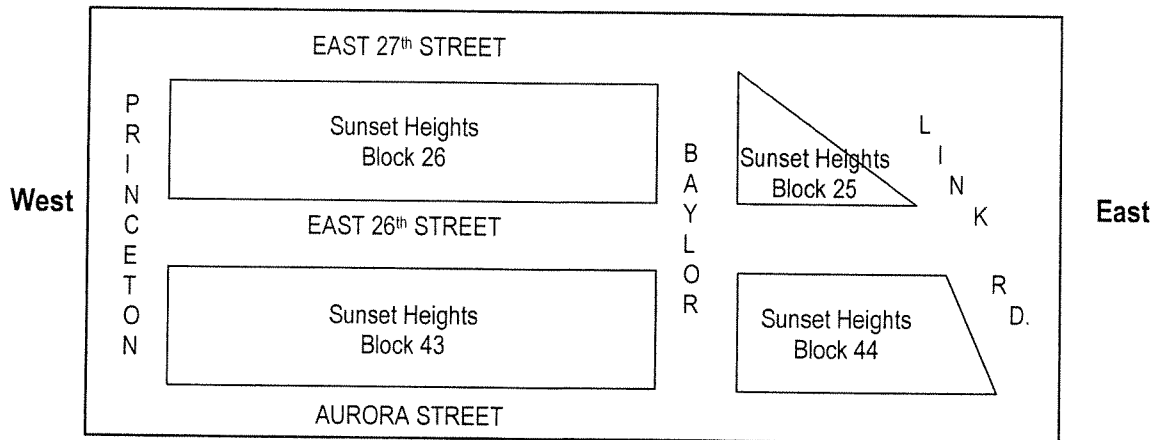 EAST 27th STREET
PRINCETON
Sunset Heights
Block 26
BAYLOR
Sunset Heights
Block 25
LINK RD.
West
East
EAST 26th STREET
Sunset Heights
Block 43
Sunset Heights
Block 44
AURORA STREET